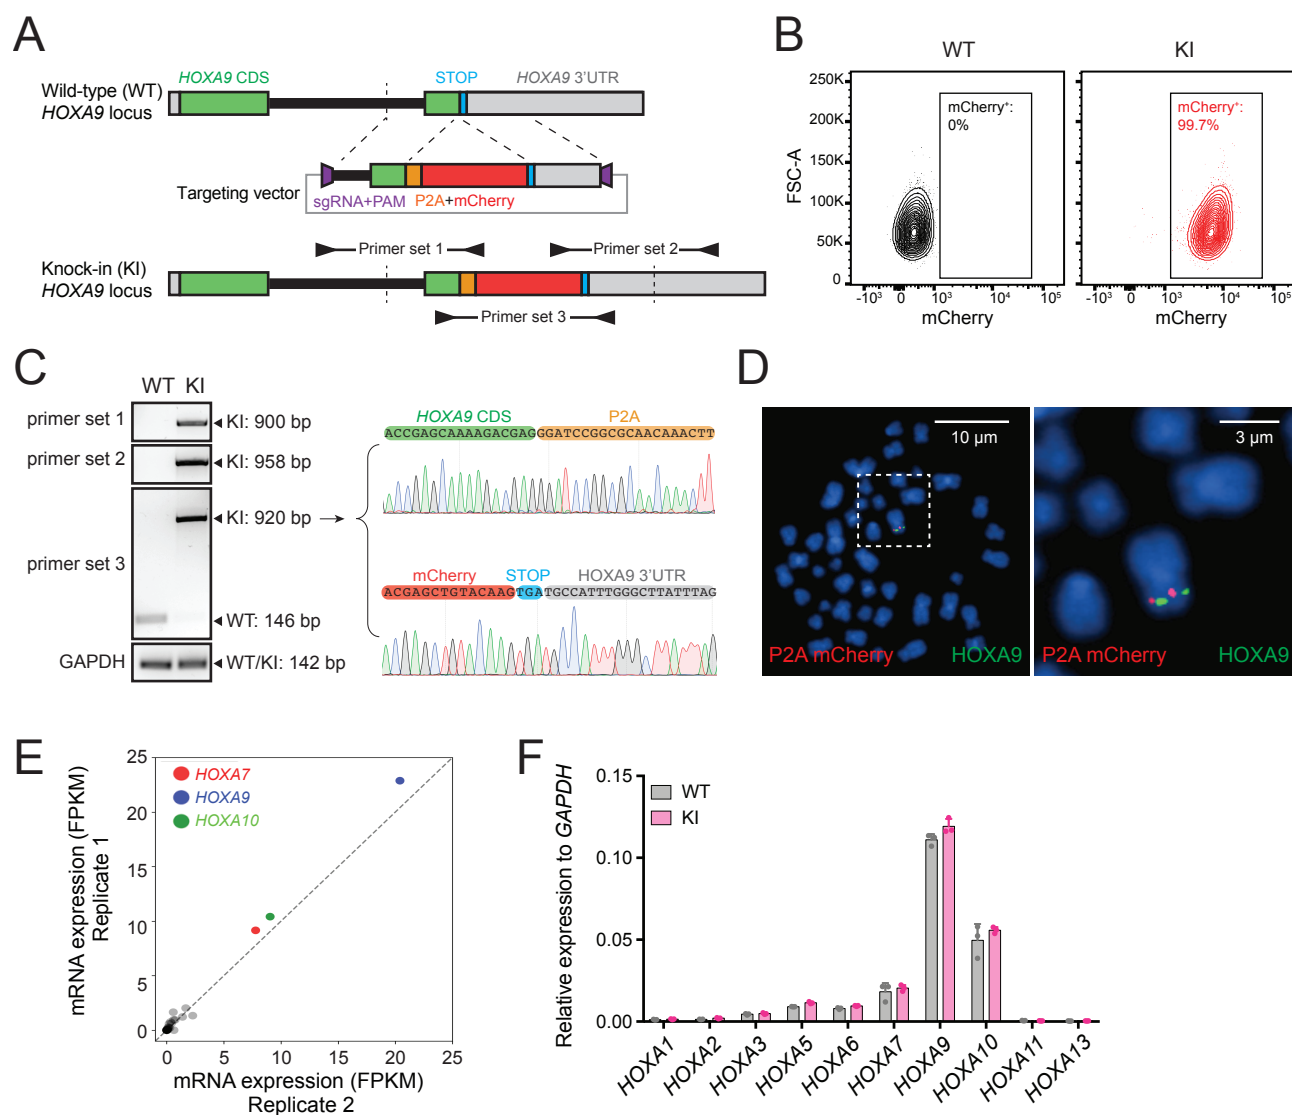 A
HOXA9 CDS
STOP
HOXA9 3'UTR
Wild-type (WT)
HOXA9 locus
Targeting vector
sgRNA+PAM
P2A+mCherry
Primer set 1
Primer set 2
Knock-in (KI)
HOXA9 locus
Primer set 3
B
WT
KI
250K
200K
150K
100K
50K
0
FSC-A
mCherry⁺:
0%
mCherry⁺:
99.7%
-10³ 0 10³ 10⁴ 10⁵
-10³ 0 10³ 10⁴ 10⁵
mCherry
mCherry
C
WT KI
primer set 1
KI: 900 bp
primer set 2
KI: 958 bp
KI: 920 bp
primer set 3
WT: 146 bp
GAPDH
WT/KI: 142 bp
HOXA9 CDS
P2A
ACCGAGCAAAAGACGAGGGATCCGGCGCAACAAACTT
mCherry
STOP
HOXA9 3'UTR
ACGAGCTGTACAAGTGATGCCATTTGGGCTTATTTAG
D
10 µm
P2A mCherry
HOXA9
3 µm
P2A mCherry
HOXA9
E
mRNA expression (FPKM)
Replicate 1
25
20
15
10
5
0
HOXA7
HOXA9
HOXA10
0 5 10 15 20 25
mRNA expression (FPKM)
Replicate 2
F
Relative expression to GAPDH
0.15
0.10
0.05
0.00
WT
KI
HOXA1
HOXA2
HOXA3
HOXA5
HOXA6
HOXA7
HOXA9
HOXA10
HOXA11
HOXA13